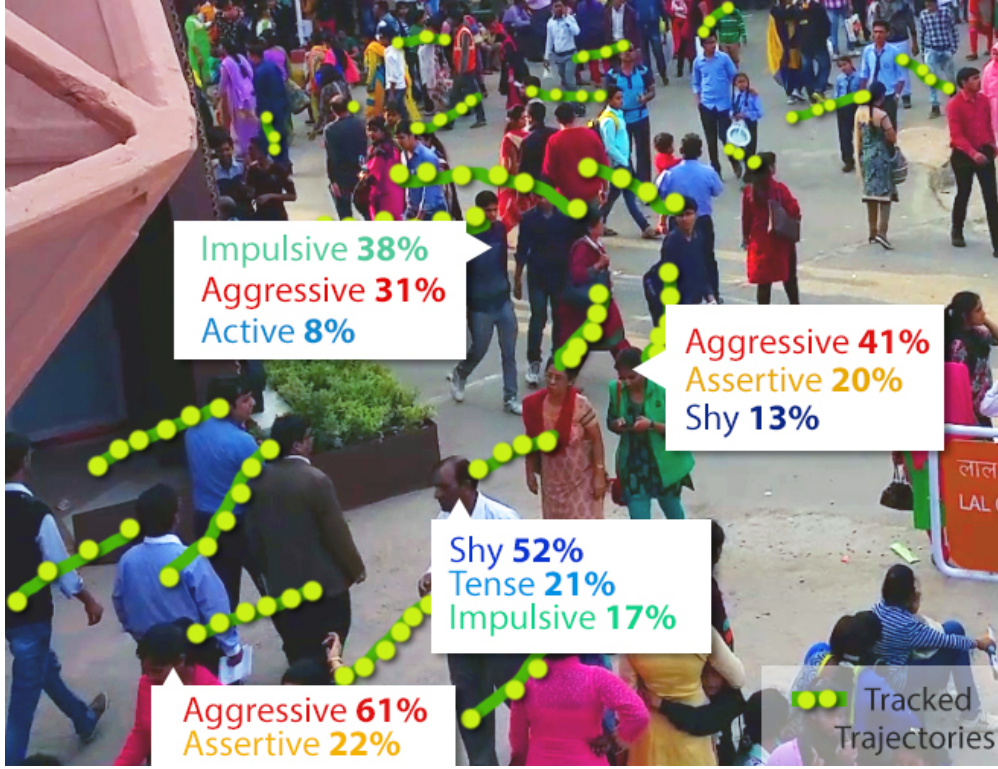 Impulsive 38%
Aggressive 31%
Active 8%
Aggressive 41%
Assertive 20%
Shy 13%
लाल
LAL
Shy 52%
Tense 21%
Impulsive 17%
Aggressive 61%
Assertive 22%
Tracked
Trajectories